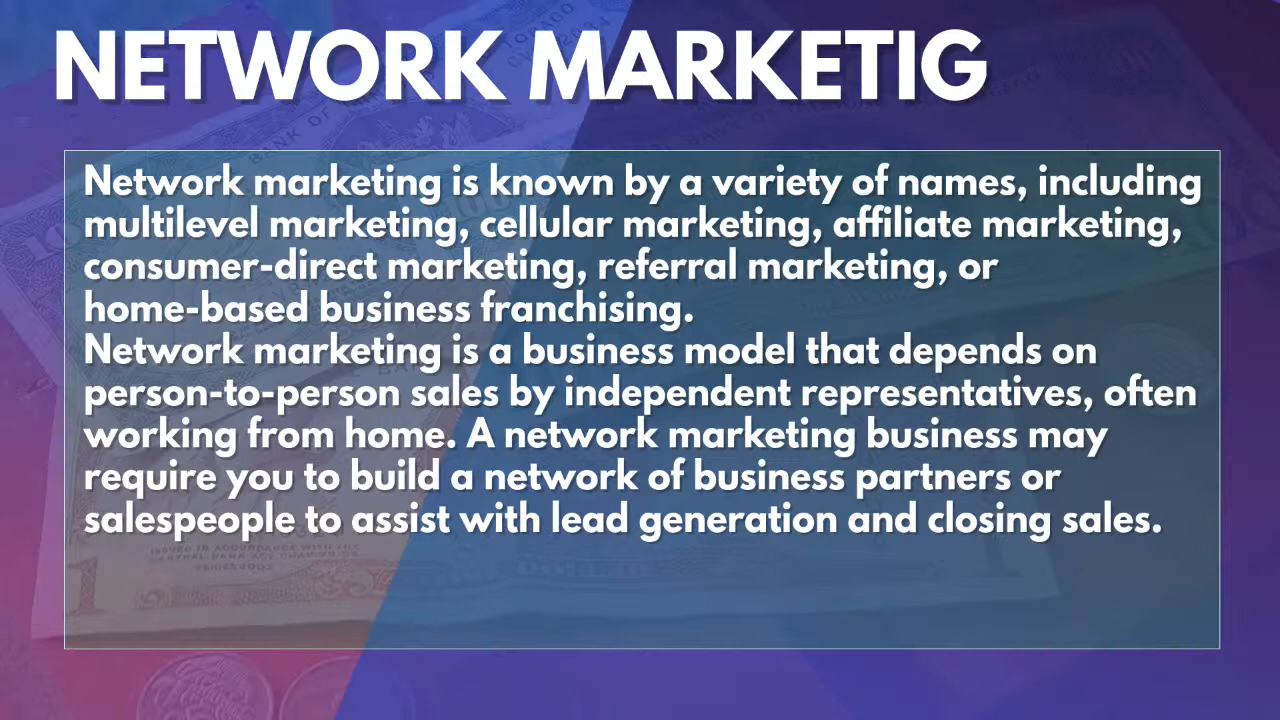 NETWORK MARKETIG
Network marketing is known by a variety of names, including
multilevel marketing, cellular marketing, affiliate marketing,
consumer-direct marketing, referral marketing, or
home-based business franchising.
Network marketing is a business model that depends on
person-to-person sales by independent representatives, often
working from home. A network marketing business may
require you to build a network of business partners or
salespeople to assist with lead generation and closing sales.